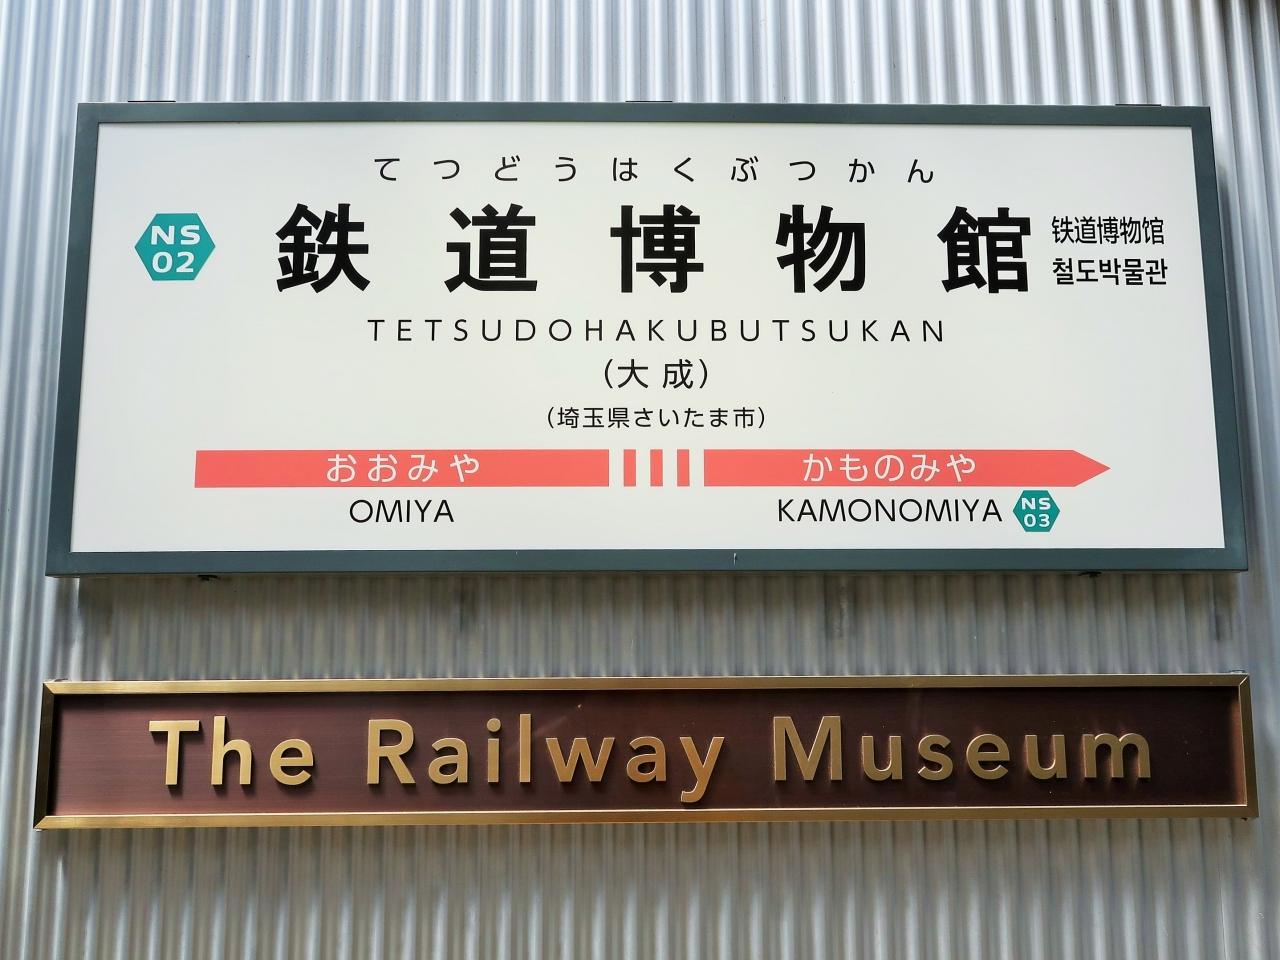 てつどうはくぶつかん
NS
02
鉄道博物館
铁道博物馆
철도박물관
TETSUDOHAKUBUTSUKAN
（大成）
（埼玉県さいたま市）
おおみや
かものみや
OMIYA
KAMONOMIYA
NS
03
The Railway Museum